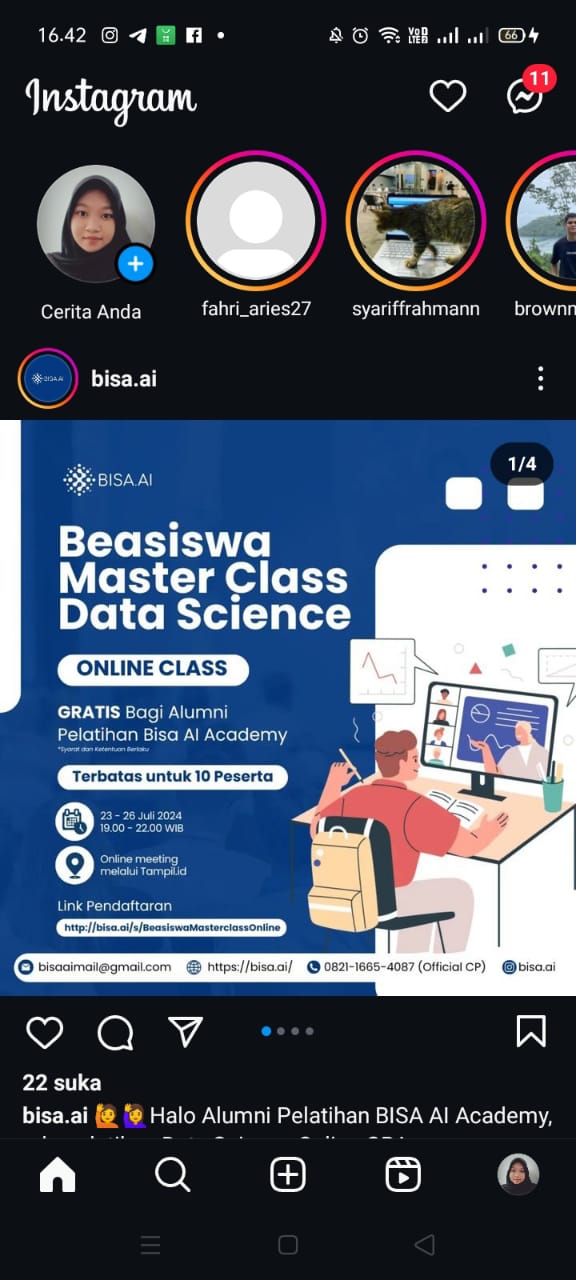 16.42
VoD
LTE2
66
Instagram
11
Cerita Anda
fahri_aries27
syariffrahmann
brownn
BISA.AI
bisa.ai
1/4
BISA.AI
Beasiswa
Master Class
Data Science
ONLINE CLASS
GRATIS Bagi Alumni
Pelatihan Bisa AI Academy
*Syarat dan Ketentuan Berlaku
Terbatas untuk 10 Peserta
23 - 26 Juli 2024
19.00 - 22.00 WIB
Online meeting
melalui Tampil.id
Link Pendaftaran
http://bisa.ai/s/BeasiswaMasterclassOnline
bisaaimail@gmail.com
https://bisa.ai/
0821-1665-4087 (Official CP)
bisa.ai
22 suka
bisa.ai 🙋🙋‍♀️ Halo Alumni Pelatihan BISA AI Academy,